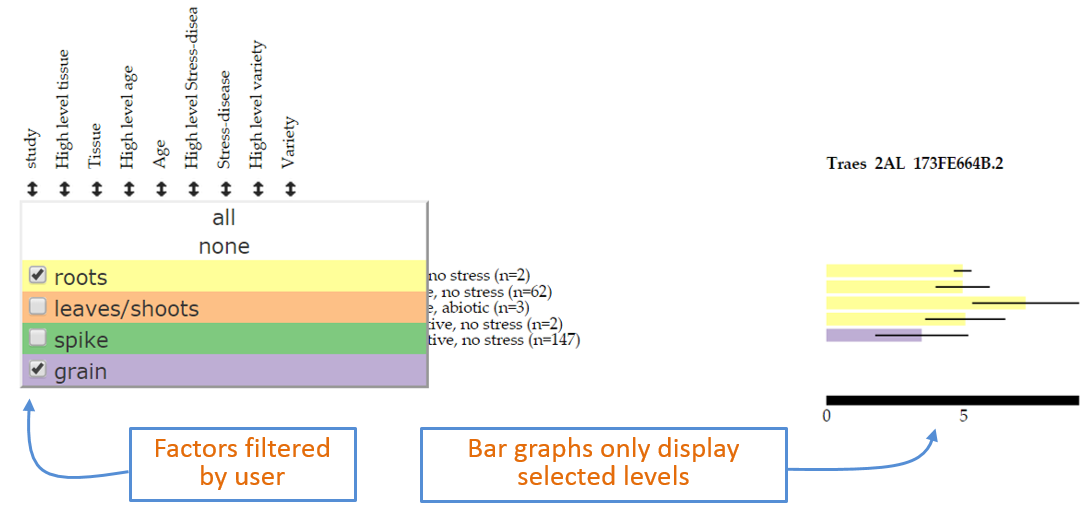 study
High level tissue
Tissue
High level age
Age
High level Stress-disea
Stress-disease
High level variety
Variety
Traes 2AL 173FE664B.2
all
none
roots
leaves/shoots
spike
grain
no stress (n=2)
e, no stress (n=62)
e, abiotic (n=3)
ive, no stress (n=2)
tive, no stress (n=147)
0 5
Factors filtered
by user
Bar graphs only display
selected levels